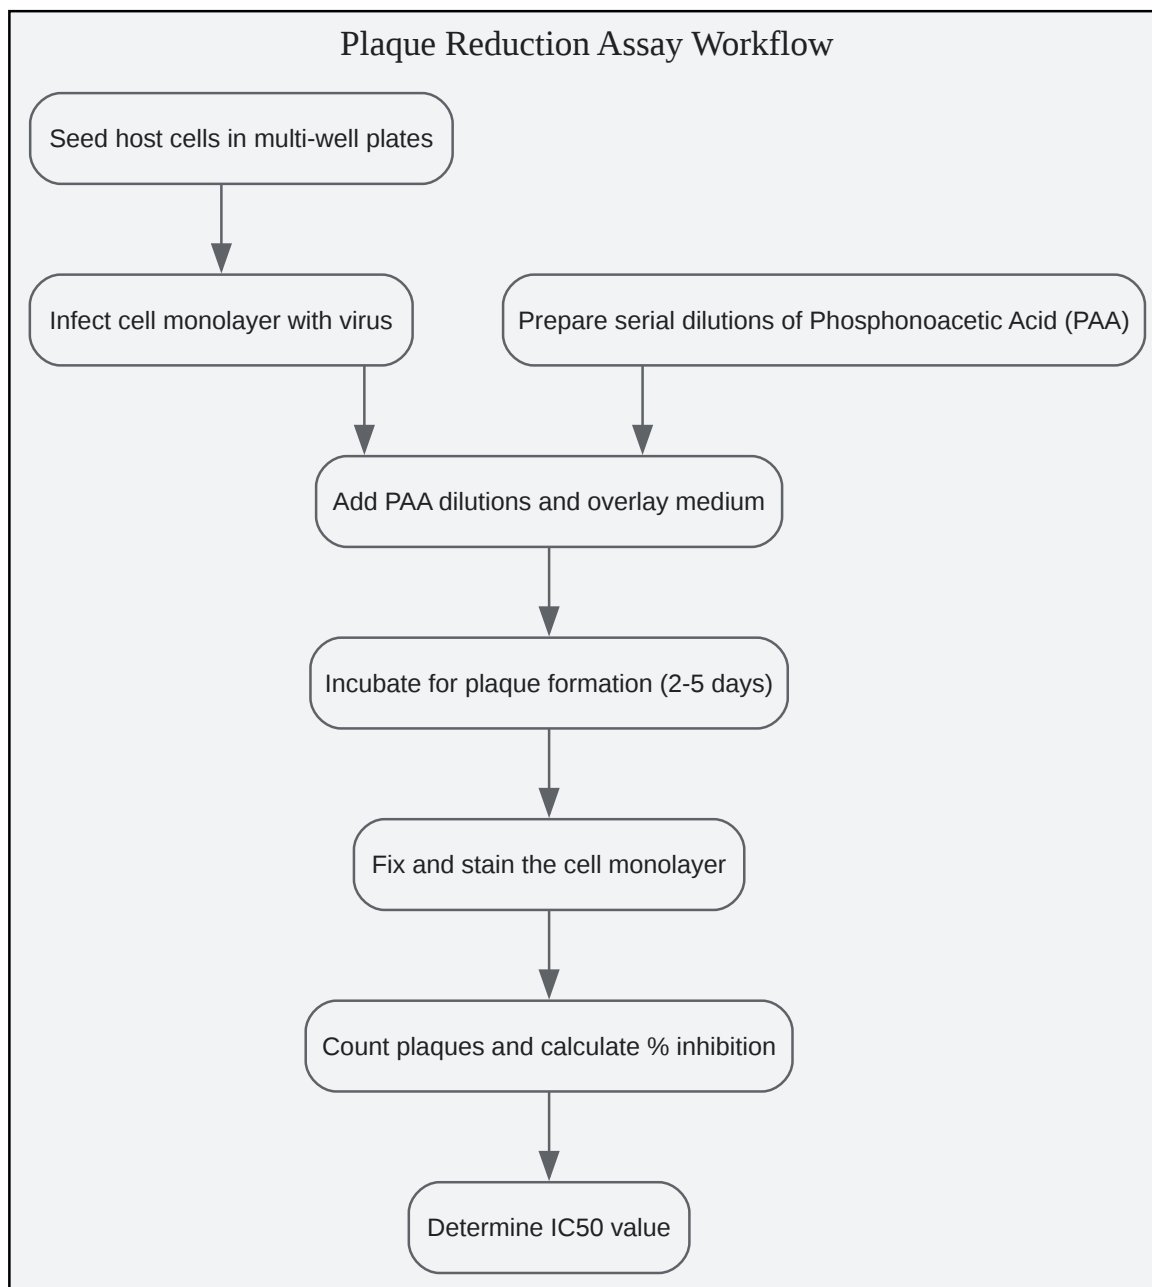 Plaque Reduction Assay Workflow
Seed host cells in multi-well plates
Infect cell monolayer with virus
Prepare serial dilutions of Phosphonoacetic Acid (PAA)
Add PAA dilutions and overlay medium
Incubate for plaque formation (2-5 days)
Fix and stain the cell monolayer
Count plaques and calculate % inhibition
Determine IC50 value